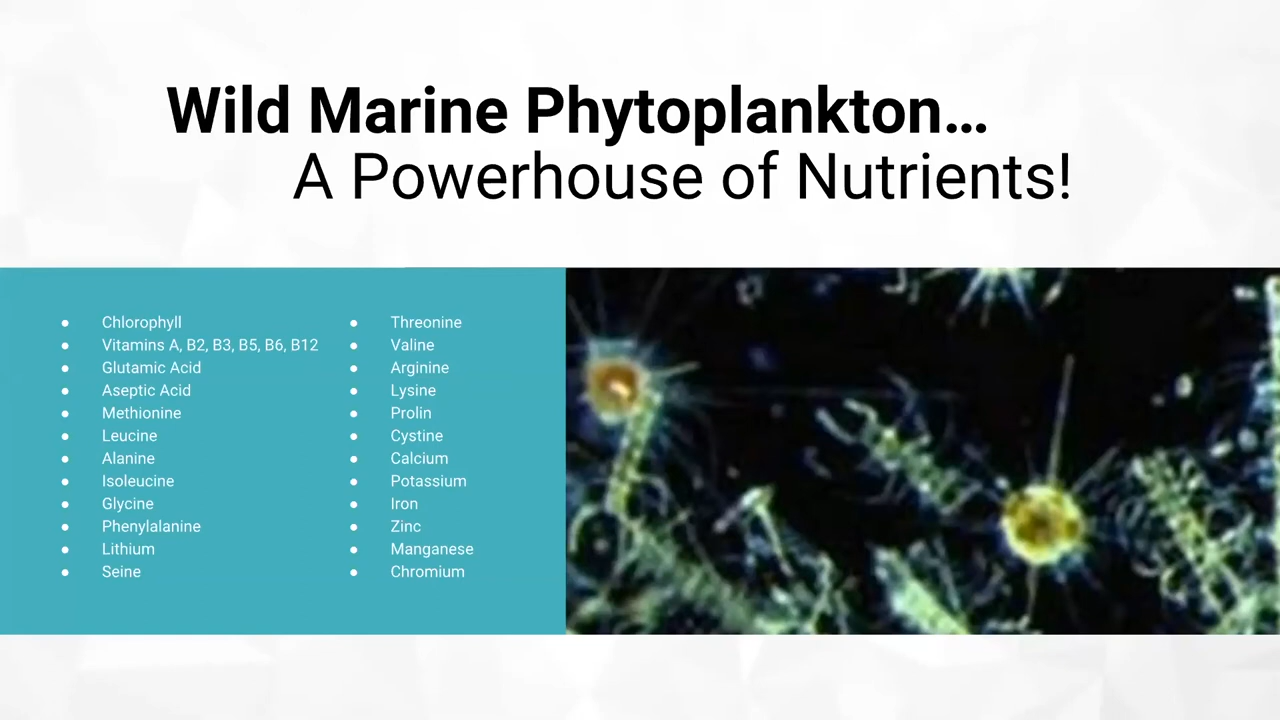 Wild Marine Phytoplankton...
A Powerhouse of Nutrients!
• Chlorophyll
• Vitamins A, B2, B3, B5, B6, B12
• Glutamic Acid
• Aseptic Acid
• Methionine
• Leucine
• Alanine
• Isoleucine
• Glycine
• Phenylalanine
• Lithium
• Seine
• Threonine
• Valine
• Arginine
• Lysine
• Prolin
• Cystine
• Calcium
• Potassium
• Iron
• Zinc
• Manganese
• Chromium